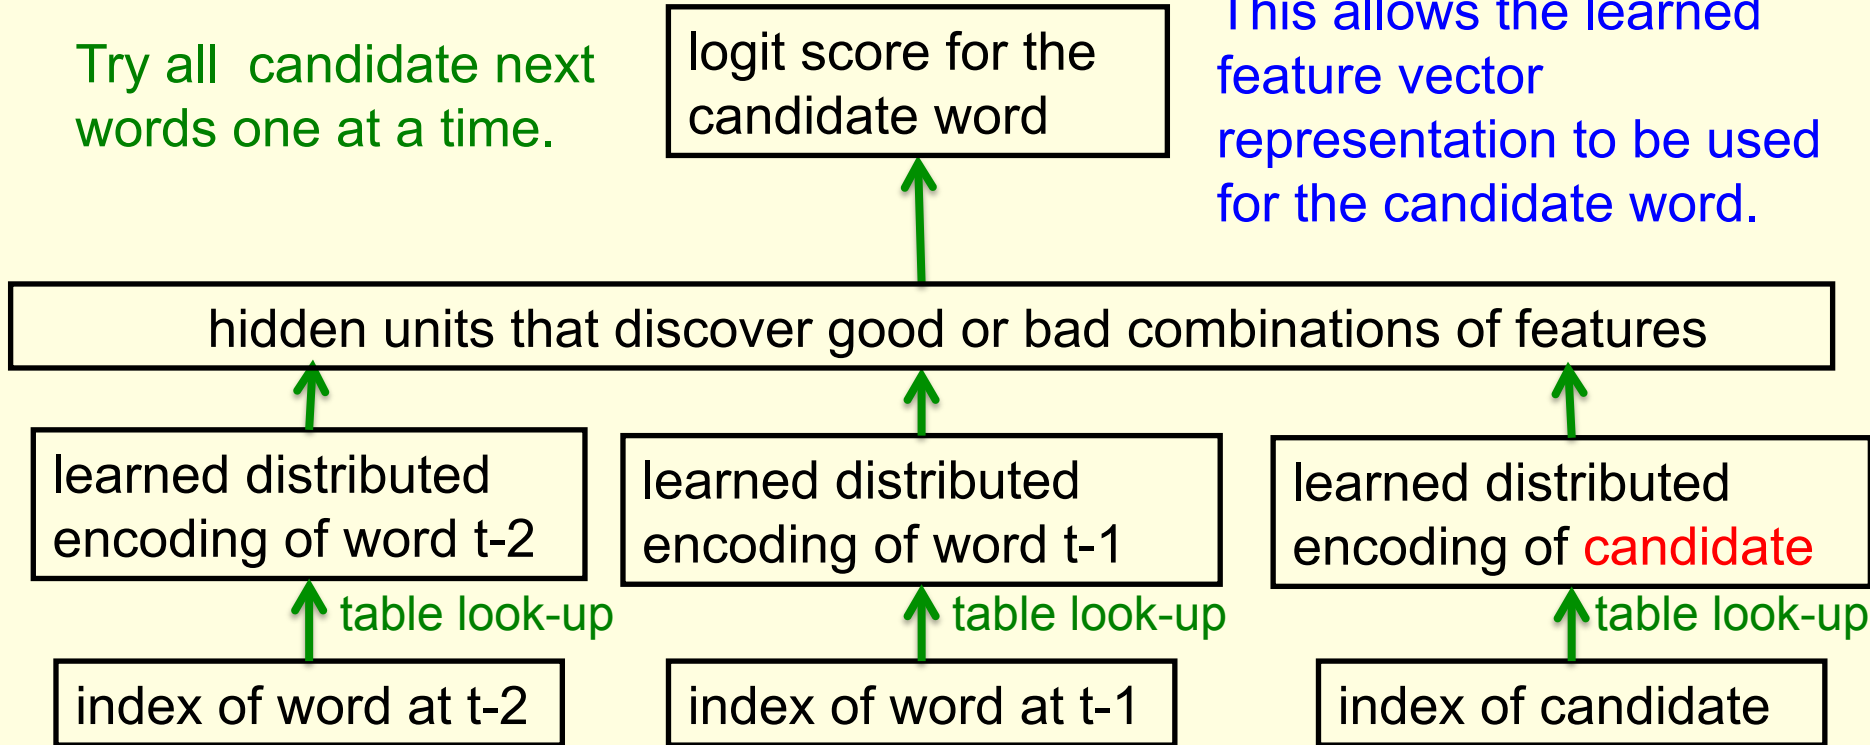 Try all  candidate next
words one at a time.
logit score for the
candidate word
This allows the learned
feature vector
representation to be used
for the candidate word.
hidden units that discover good or bad combinations of features
learned distributed
encoding of word t-2
learned distributed
encoding of word t-1
learned distributed
encoding of candidate
table look-up
table look-up
table look-up
index of word at t-2
index of word at t-1
index of candidate